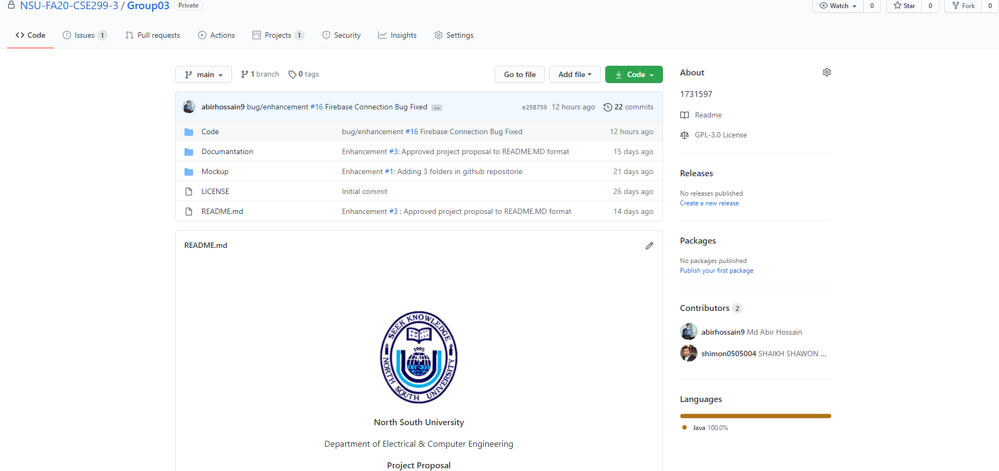 NSU-FA20-CSE299-3 / Group03 Private
Watch 0
Star 0
Fork 0
Code
Issues 1
Pull requests
Actions
Projects 1
Security
Insights
Settings
main
1 branch
0 tags
Go to file
Add file
Code
abirhossain9 bug/enhancement #16 Firebase Connection Bug Fixed ... e258759 12 hours ago 22 commits
Code bug/enhancement #16 Firebase Connection Bug Fixed 12 hours ago
Documantation Enhancement #3: Approved project proposal to README.MD format 15 days ago
Mockup Enhacement #1: Adding 3 folders in github repositorie 21 days ago
LICENSE Initial commit 26 days ago
README.md Enhancement #3 : Approved project proposal to README.MD format 14 days ago
README.md
SEEK KNOWLEDGE
1992
N S
NORTH SOUTH UNIVERSITY
North South University
Department of Electrical & Computer Engineering
Project Proposal
About
1731597
Readme
GPL-3.0 License
Releases
No releases published
Create a new release
Packages
No packages published
Publish your first package
Contributors 2
abirhossain9 Md Abir Hossain
shimon0505004 SHAIKH SHAWON ...
Languages
Java 100.0%